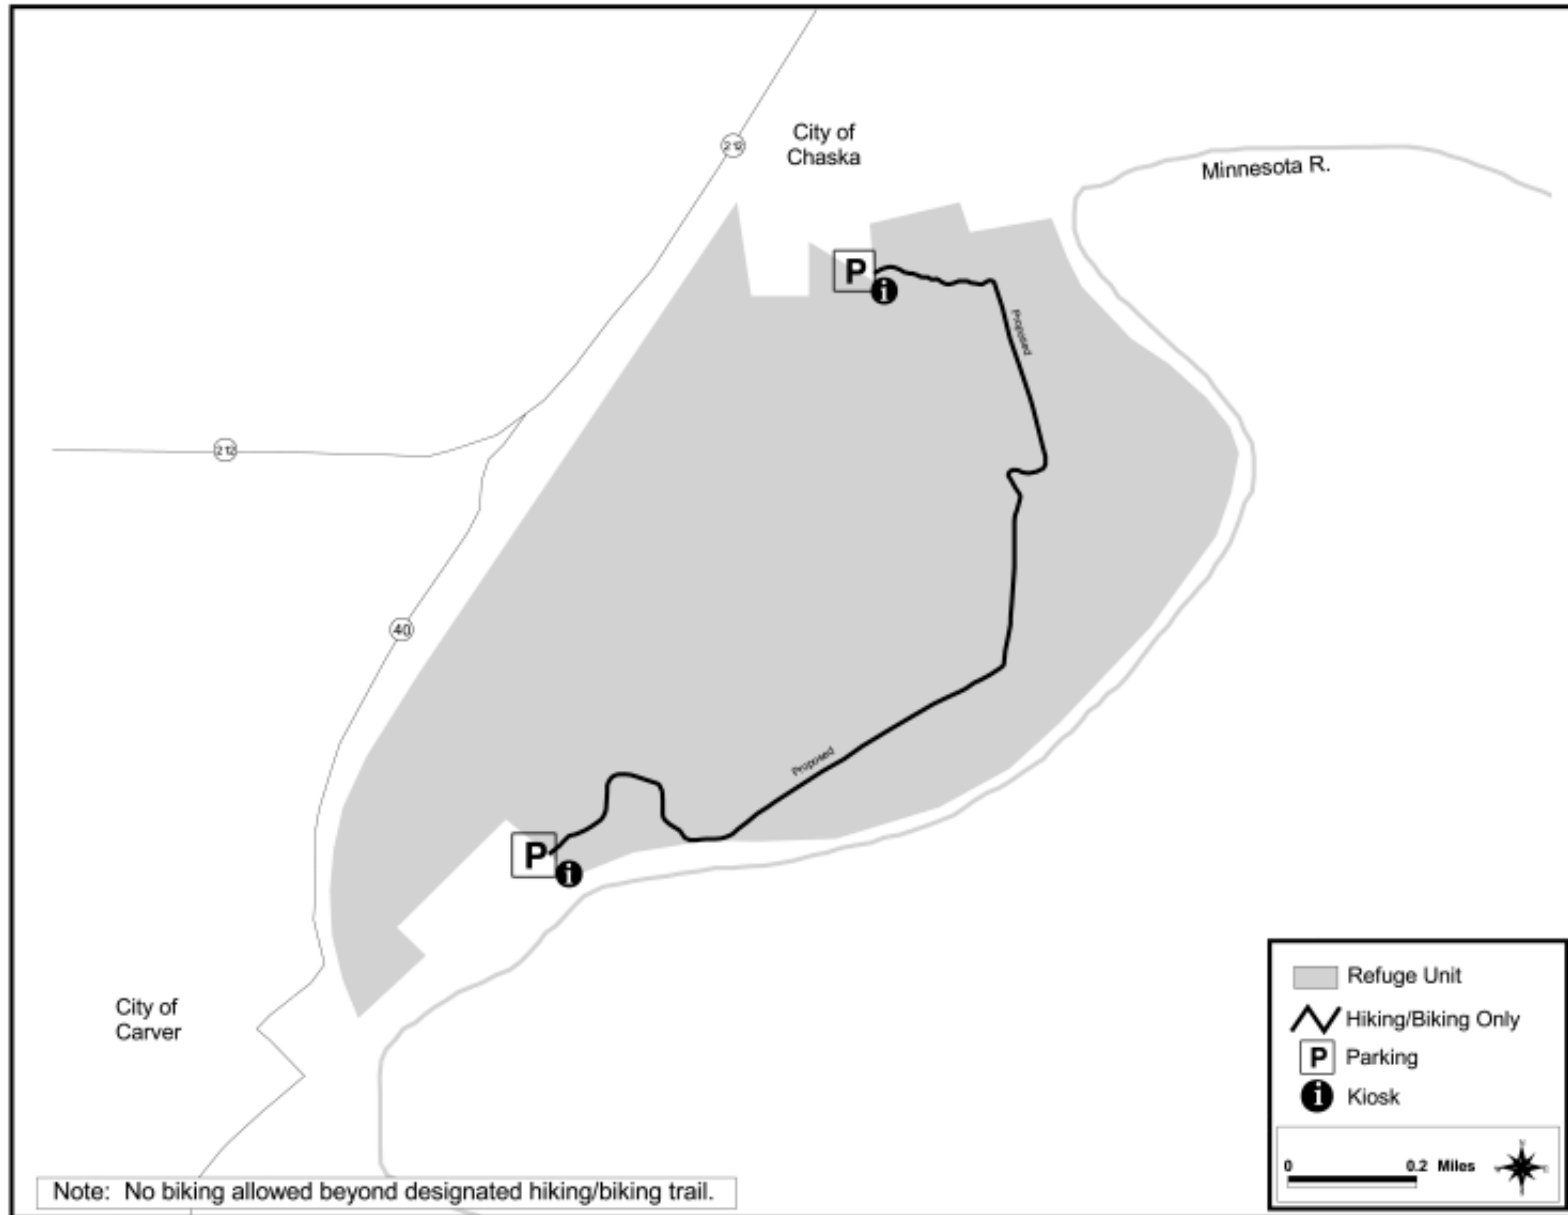 City of
Chaska
212
Minnesota R.
P
i
Proposed
212
40
Proposed
P
i
City of
Carver
Refuge Unit
Hiking/Biking Only
P Parking
i Kiosk
0 0.2 Miles
Note: No biking allowed beyond designated hiking/biking trail.